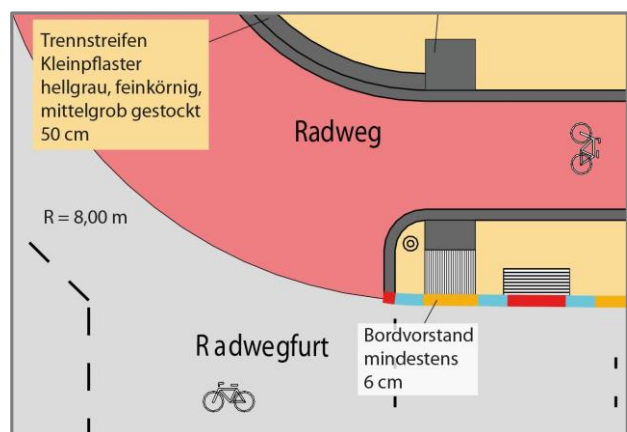 Trennstreifen
Kleinpflaster
hellgrau, feinkörnig,
mittelgrob gestockt
50 cm
Radweg
R = 8,00 m
Bordvorstand
mindestens
6 cm
Radwegfurt